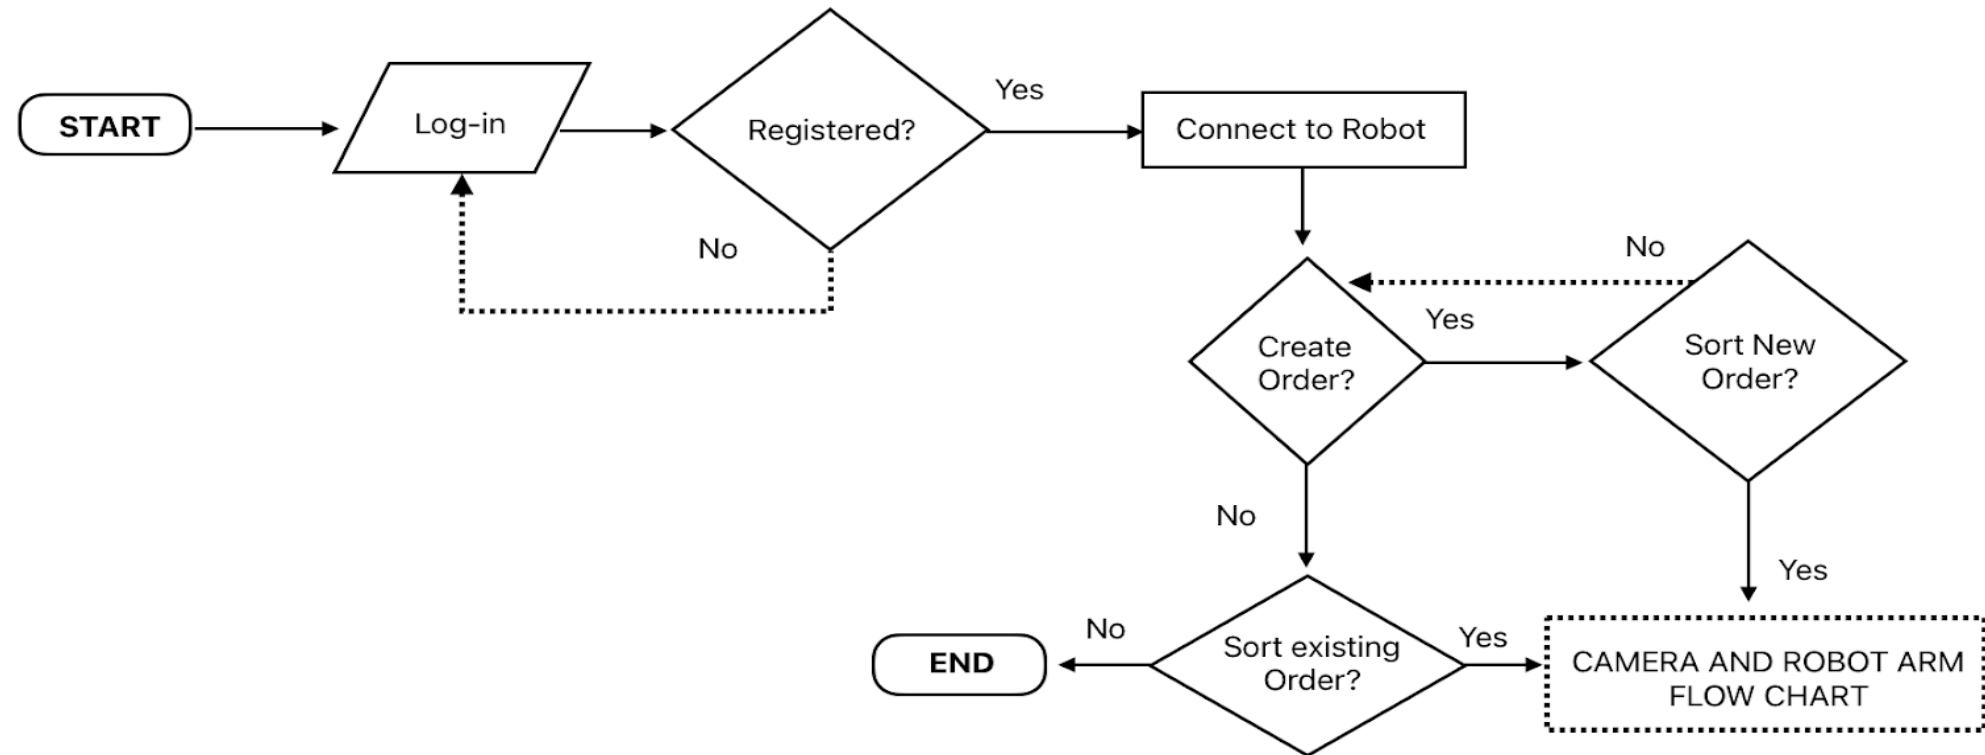 START
Log-in
Registered?
Yes
Connect to Robot
No
No
Yes
Create
Order?
Sort New
Order?
No
Yes
No
Yes
END
Sort existing
Order?
CAMERA AND ROBOT ARM
FLOW CHART